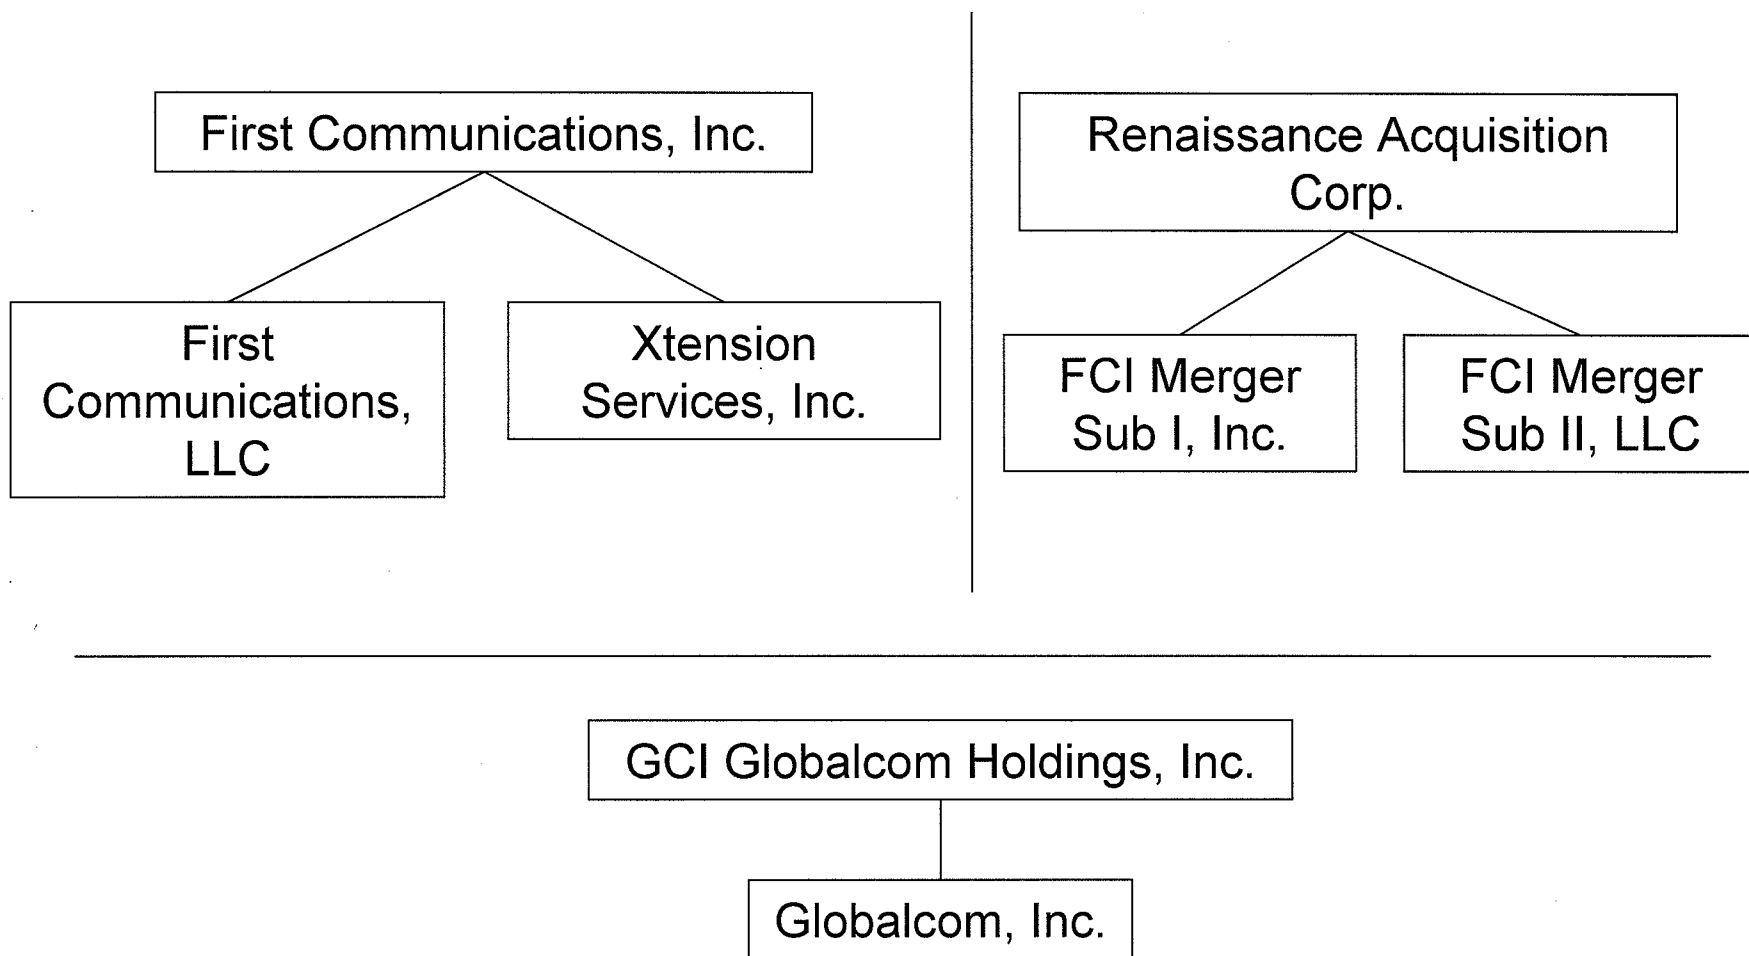 First Communications, Inc.
First
Communications,
LLC
Xtension
Services, Inc.
Renaissance Acquisition
Corp.
FCI Merger
Sub I, Inc.
FCI Merger
Sub II, LLC
GCI Globalcom Holdings, Inc.
Globalcom, Inc.